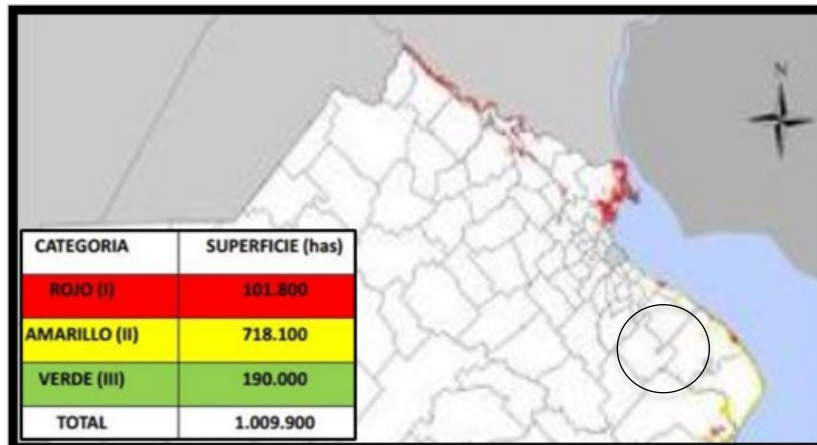 N
CATEGORIA SUPERFICIE (has)
ROJO (I) 101.800
AMARILLO (II) 718.100
VERDE (III) 190.000
TOTAL 1.009.900